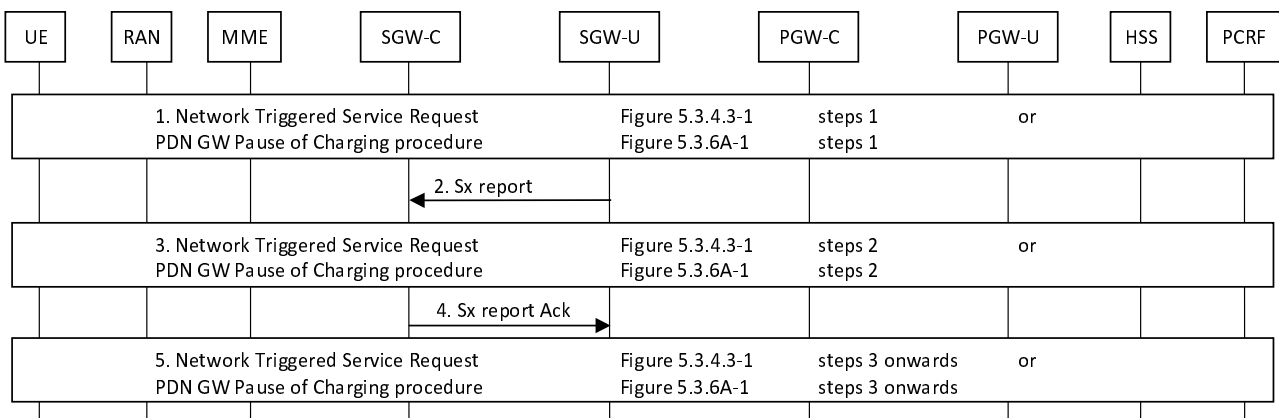 UE RAN MME SGW-C SGW-U PGW-C PGW-U HSS PCRF
1. Network Triggered Service Request Figure 5.3.4.3-1 steps 1 or
PDN GW Pause of Charging procedure Figure 5.3.6A-1 steps 1
2. Sx report
3. Network Triggered Service Request Figure 5.3.4.3-1 steps 2 or
PDN GW Pause of Charging procedure Figure 5.3.6A-1 steps 2
4. Sx report Ack
5. Network Triggered Service Request Figure 5.3.4.3-1 steps 3 onwards or
PDN GW Pause of Charging procedure Figure 5.3.6A-1 steps 3 onwards